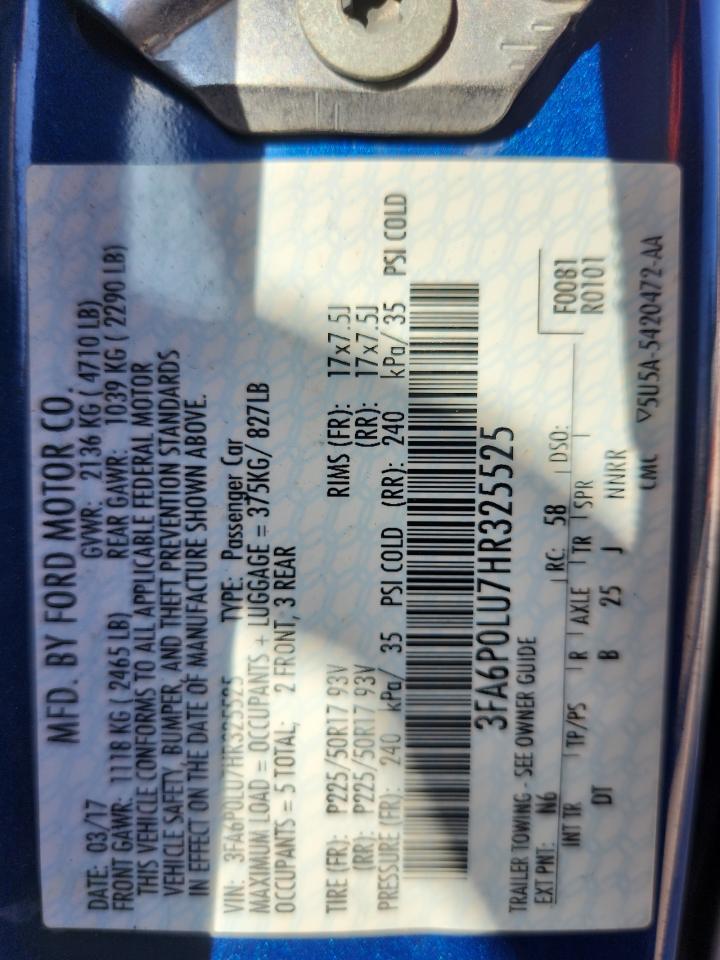 MFD. BY FORD MOTOR CO.
DATE: 03/17 GVWR: 2136 KG ( 4710 LB)
FRONT GAWR: 1118 KG ( 2465 LB) REAR GAWR: 1039 KG ( 2290 LB)
THIS VEHICLE CONFORMS TO ALL APPLICABLE FEDERAL MOTOR
VEHICLE SAFETY, BUMPER, AND THEFT PREVENTION STANDARDS
IN EFFECT ON THE DATE OF MANUFACTURE SHOWN ABOVE.
VIN: 3FA6P0LU7HR325525 TYPE: Passenger Car
MAXIMUM LOAD = OCCUPANTS + LUGGAGE = 375KG/ 827LB
OCCUPANTS = 5 TOTAL; 2 FRONT, 3 REAR
TIRE (FR): P225/50R17 93V RIMS (FR): 17x7.5J
(RR): P225/50R17 93V (RR): 17x7.5J
PRESSURE (FR): 240 kPa/ 35 PSI COLD (RR): 240 kPa/ 35 PSI COLD
3FA6P0LU7HR325525
TRAILER TOWING - SEE OWNER GUIDE F0081
EXT PNT: N6 RC: 58 DSO: R0101
INT TR TP/PS R AXLE TR SPR
DT B 25 J NNRR
CMC ▽5U5A-5420472-AA